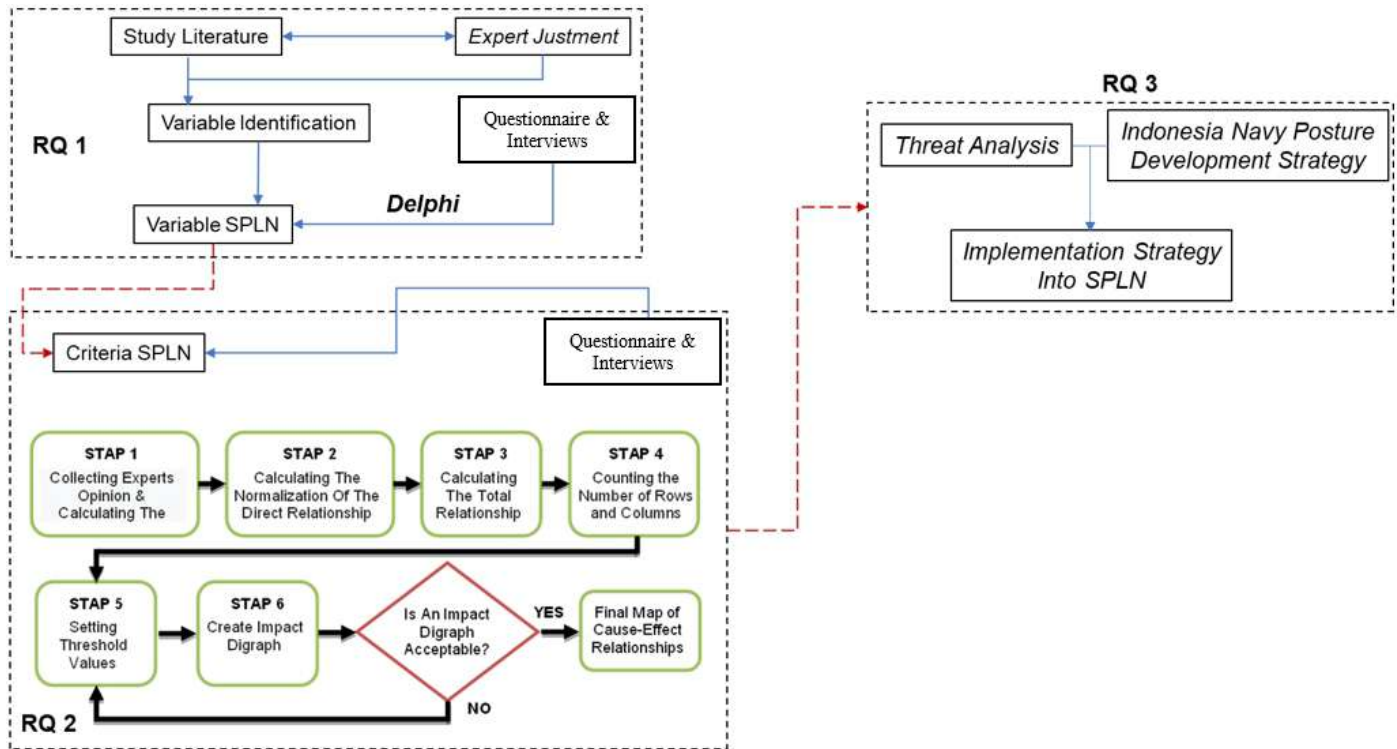 Study Literature
Expert Justment
Variable Identification
Questionnaire &
Interviews
RQ 1
Delphi
Variable SPLN
RQ 3
Threat Analysis
Indonesia Navy Posture
Development Strategy
Implementation Strategy
Into SPLN
Criteria SPLN
Questionnaire &
Interviews
STAP 1
Collecting Experts
Opinion &
Calculating The
STAP 2
Calculating The
Normalization Of The
Direct Relationship
STAP 3
Calculating
The Total
Relationship
STAP 4
Counting the
Number of Rows
and Columns
STAP 5
Setting
Threshold
Values
STAP 6
Create Impact
Digraph
Is An Impact
Digraph
Acceptable?
YES
Final Map of
Cause-Effect
Relationships
NO
RQ 2